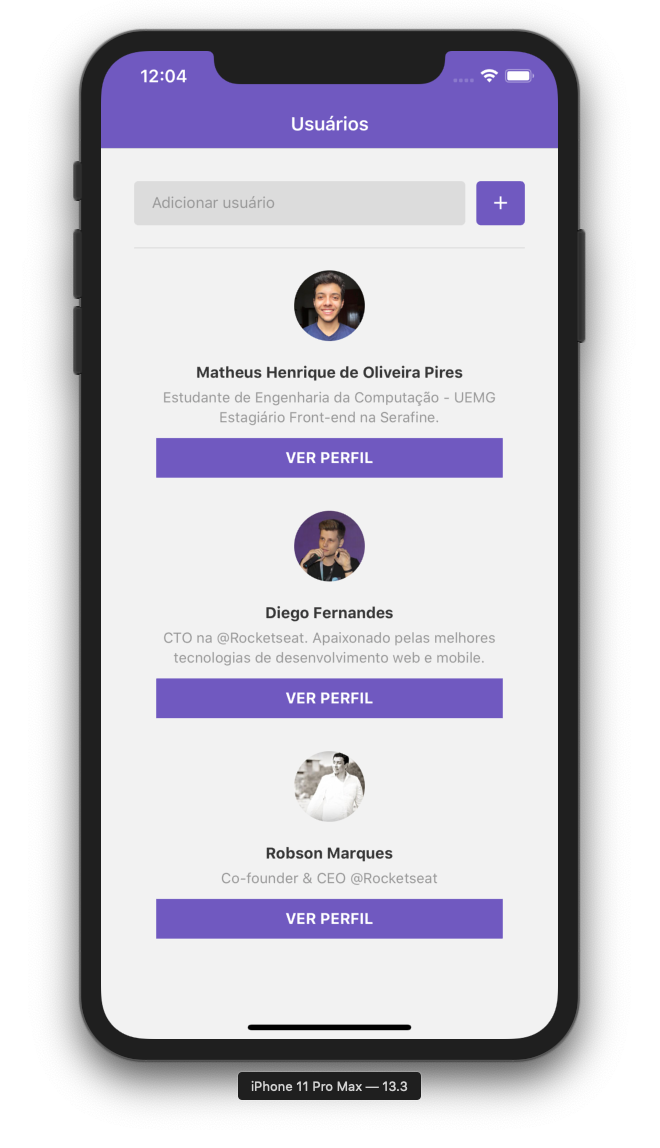 12:04
Usuários
Adicionar usuário
+
Matheus Henrique de Oliveira Pires
Estudante de Engenharia da Computação - UEMG
Estagiário Front-end na Serafine.
VER PERFIL
Diego Fernandes
CTO na @Rocketseat. Apaixonado pelas melhores
tecnologias de desenvolvimento web e mobile.
VER PERFIL
Robson Marques
Co-founder & CEO @Rocketseat
VER PERFIL
iPhone 11 Pro Max — 13.3